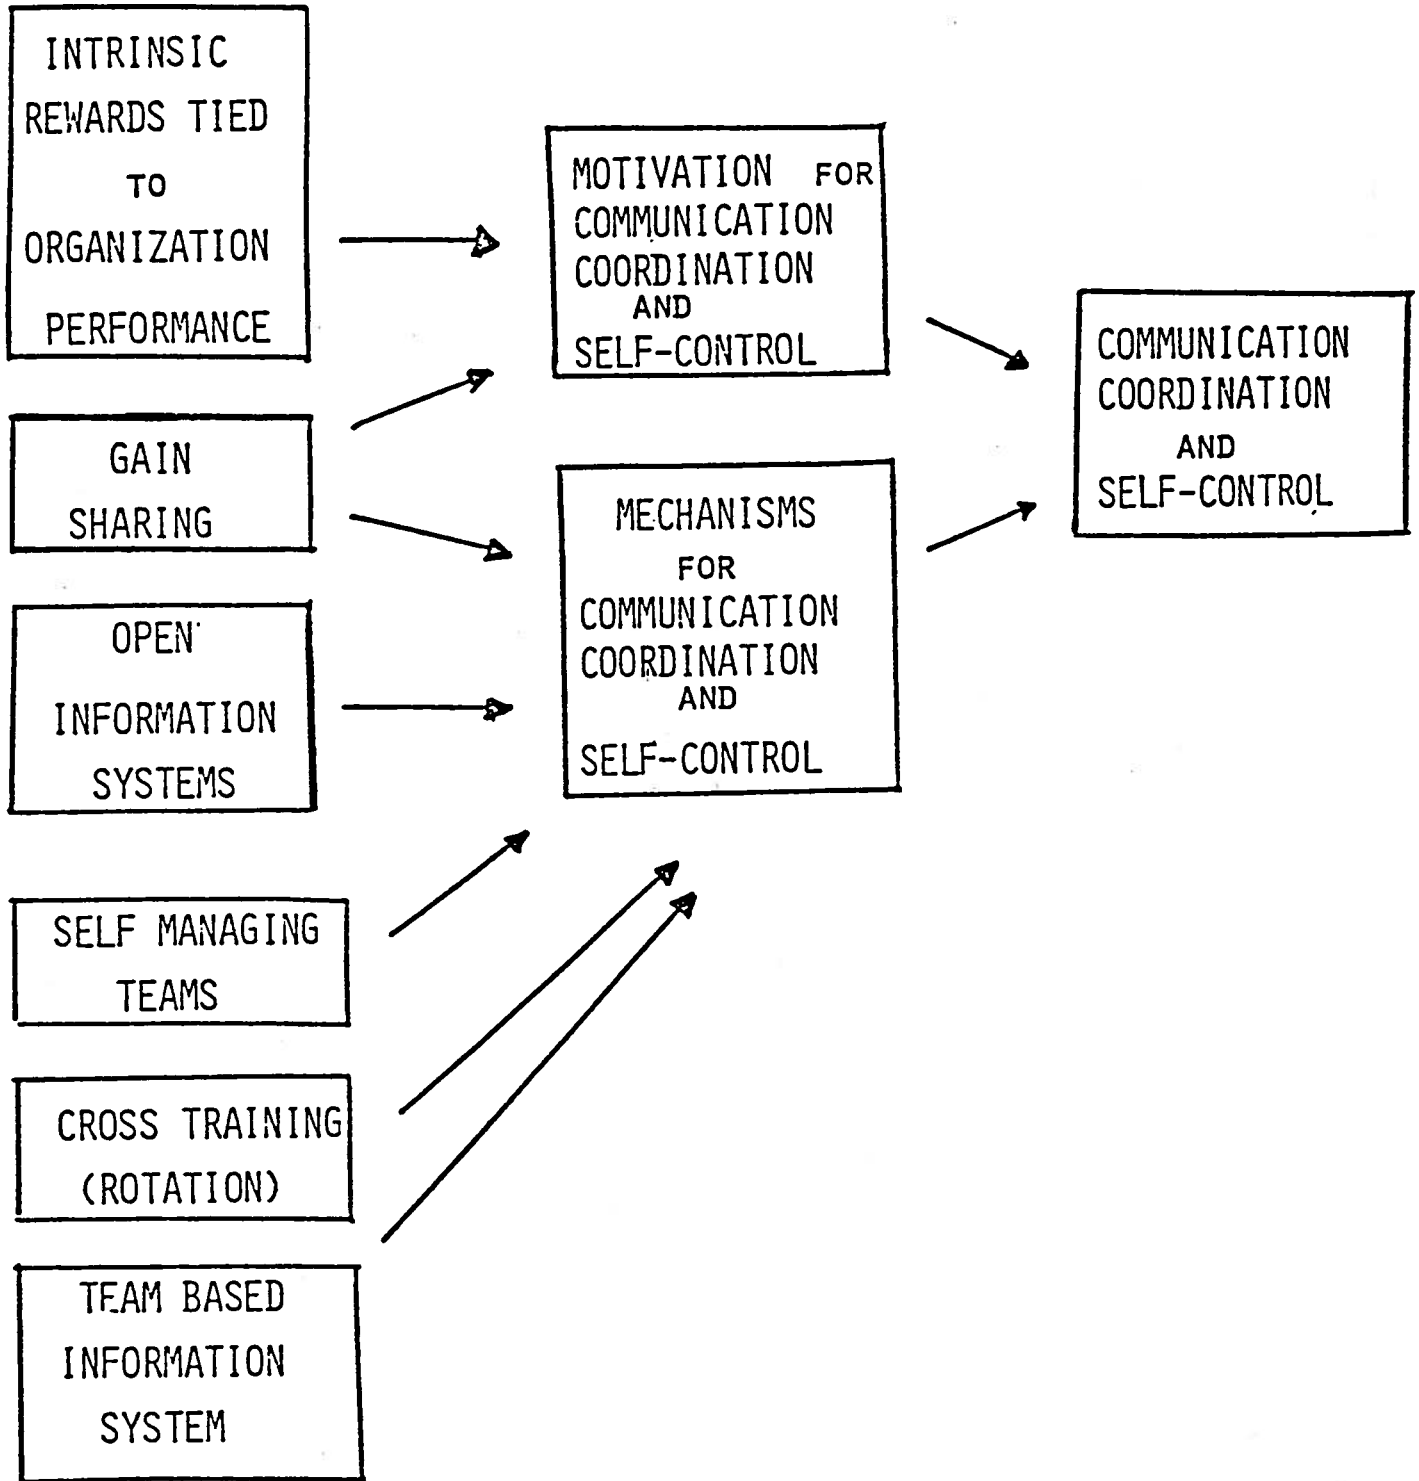 INTRINSIC
REWARDS TIED
TO
ORGANIZATION
PERFORMANCE
GAIN
SHARING
OPEN
INFORMATION
SYSTEMS
SELF MANAGING
TEAMS
CROSS TRAINING
(ROTATION)
TEAM BASED
INFORMATION
SYSTEM
MOTIVATION FOR
COMMUNICATION
COORDINATION
AND
SELF-CONTROL
MECHANISMS
FOR
COMMUNICATION
COORDINATION
AND
SELF-CONTROL
COMMUNICATION
COORDINATION
AND
SELF-CONTROL